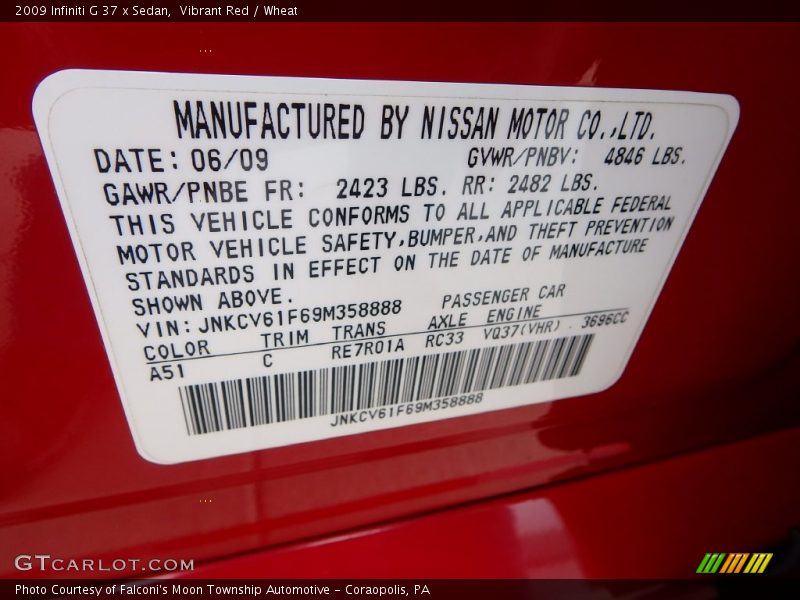 2009 Infiniti G 37 x Sedan,  Vibrant Red / Wheat
MANUFACTURED BY NISSAN MOTOR CO.,LTD.
DATE: 06/09 GVWR/PNBV: 4846 LBS.
GAWR/PNBE FR: 2423 LBS. RR: 2482 LBS.
THIS VEHICLE CONFORMS TO ALL APPLICABLE FEDERAL
MOTOR VEHICLE SAFETY,BUMPER,AND THEFT PREVENTION
STANDARDS IN EFFECT ON THE DATE OF MANUFACTURE
SHOWN ABOVE.
VIN: JNKCV61F69M358888 PASSENGER CAR
COLOR TRIM TRANS AXLE ENGINE
A51 C RE7R01A RC33 VQ37(VHR) 3696CC
JNKCV61F69M358888
GTCARLOT.COM
Photo Courtesy of Falconi's Moon Township Automotive - Coraopolis, PA